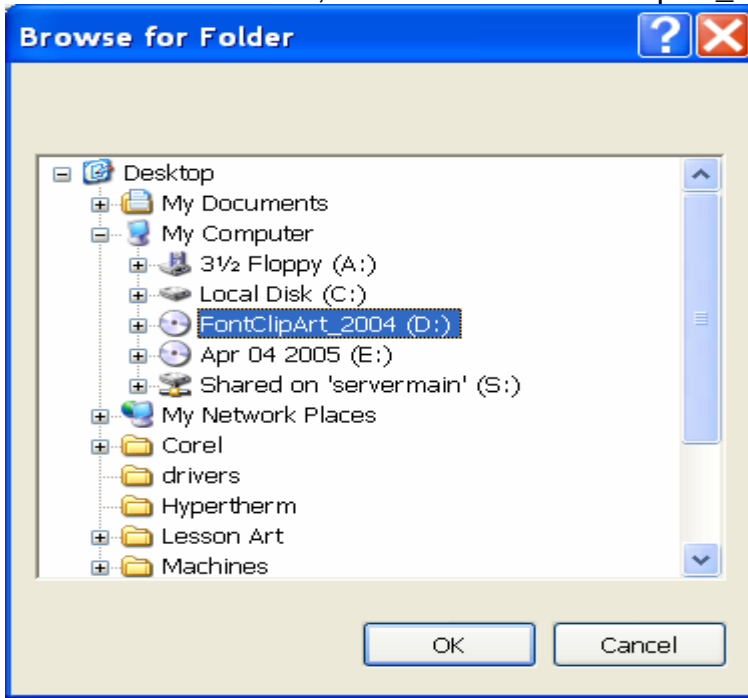 Browse for Folder
Desktop
My Documents
My Computer
3½ Floppy (A:)
Local Disk (C:)
FontClipArt_2004 (D:)
Apr 04 2005 (E:)
Shared on 'servermain' (S:)
My Network Places
Corel
drivers
Hypertherm
Lesson Art
Machines
OK Cancel